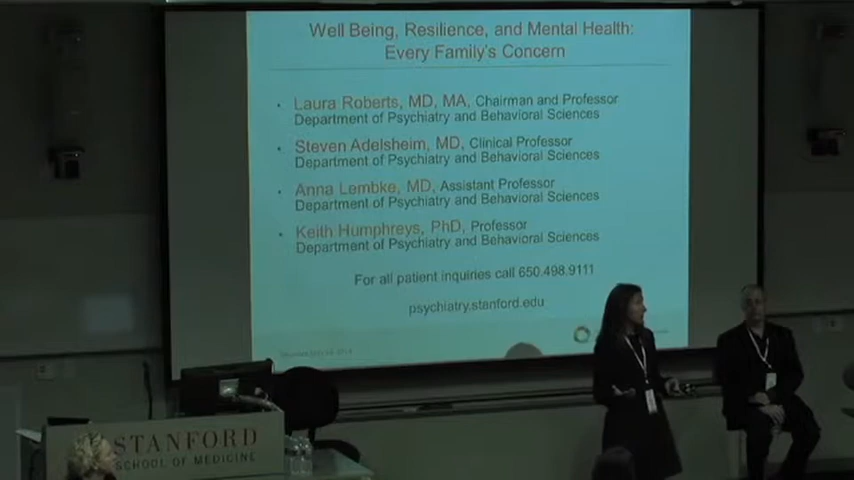 Well Being, Resilience, and Mental Health:
Every Family's Concern
• Laura Roberts, MD, MA, Chairman and Professor
Department of Psychiatry and Behavioral Sciences
• Steven Adelsheim, MD, Clinical Professor
Department of Psychiatry and Behavioral Sciences
• Anna Lembke, MD, Assistant Professor
Department of Psychiatry and Behavioral Sciences
• Keith Humphreys, PhD, Professor
Department of Psychiatry and Behavioral Sciences
For all patient inquiries call 650.498.9111
psychiatry.stanford.edu
STANFORD
SCHOOL OF MEDICINE